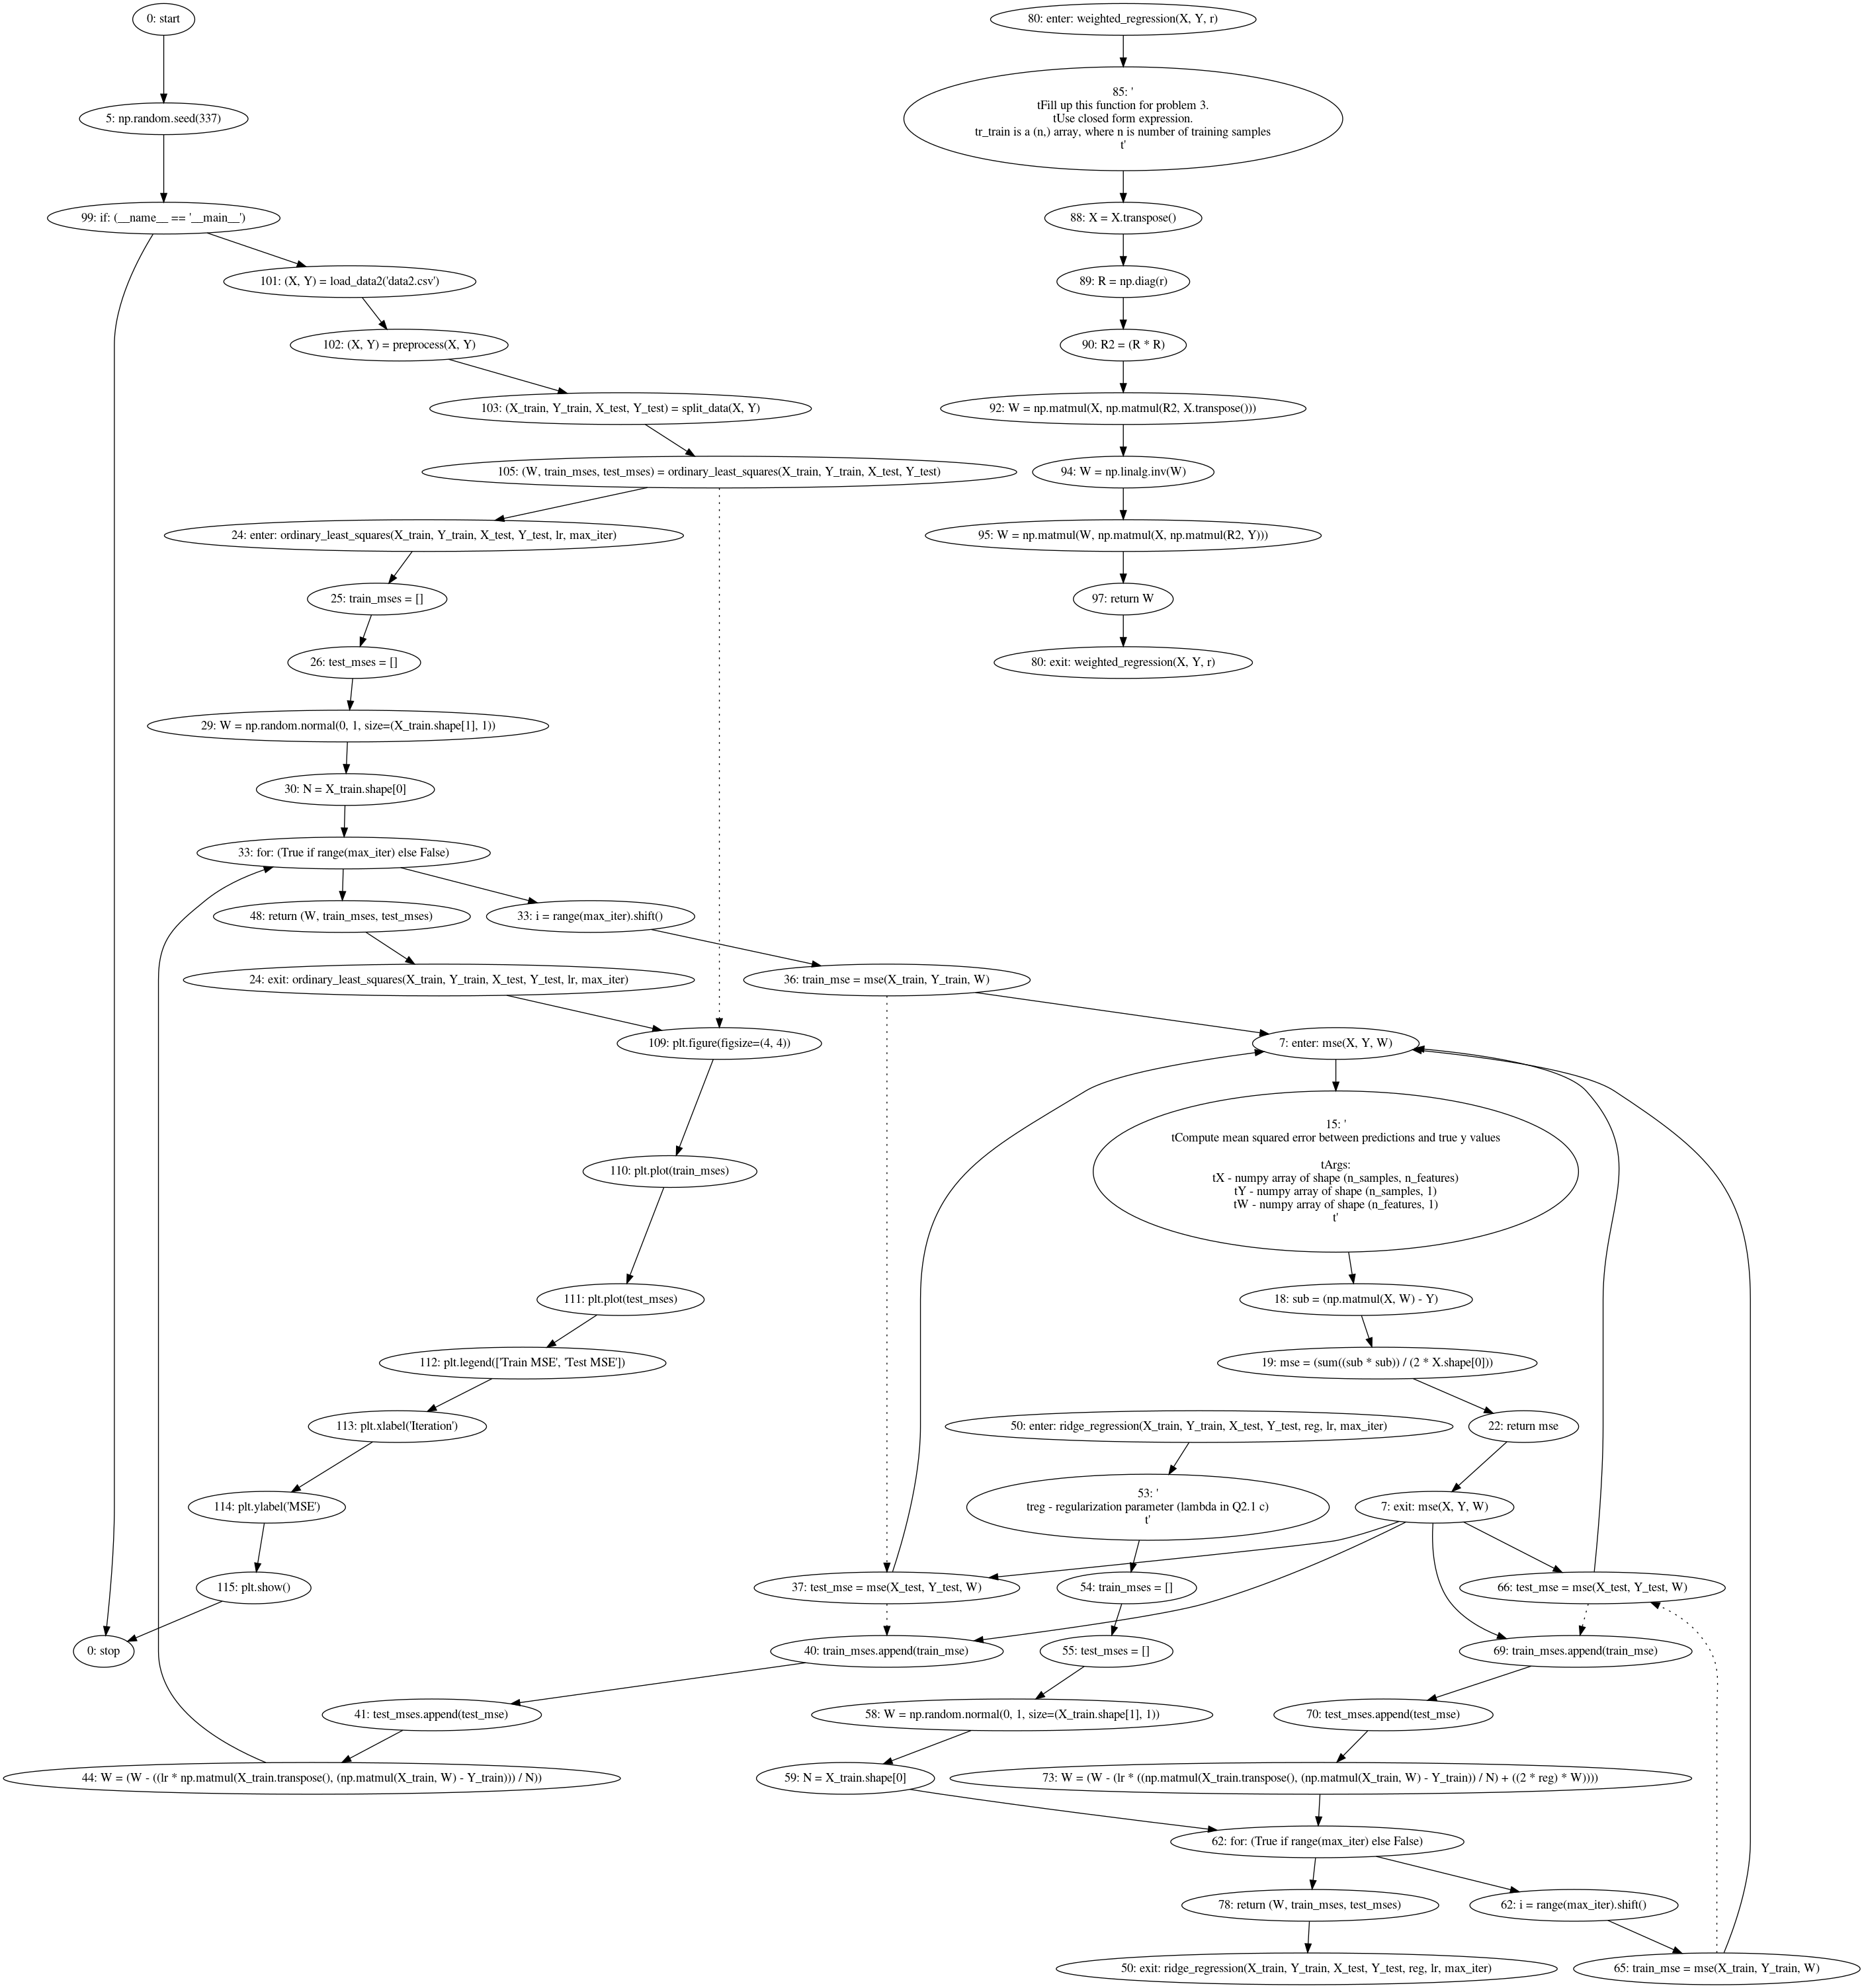 0: start
5: np.random.seed(337)
99: if: (__name__ == '__main__')
101: (X, Y) = load_data2('data2.csv')
102: (X, Y) = preprocess(X, Y)
103: (X_train, Y_train, X_test, Y_test) = split_data(X, Y)
105: (W, train_mses, test_mses) = ordinary_least_squares(X_train, Y_train, X_test, Y_test)
24: enter: ordinary_least_squares(X_train, Y_train, X_test, Y_test, lr, max_iter)
25: train_mses = []
26: test_mses = []
29: W = np.random.normal(0, 1, size=(X_train.shape[1], 1))
30: N = X_train.shape[0]
33: for: (True if range(max_iter) else False)
48: return (W, train_mses, test_mses)
33: i = range(max_iter).shift()
24: exit: ordinary_least_squares(X_train, Y_train, X_test, Y_test, lr, max_iter)
36: train_mse = mse(X_train, Y_train, W)
109: plt.figure(figsize=(4, 4))
110: plt.plot(train_mses)
111: plt.plot(test_mses)
112: plt.legend(['Train MSE', 'Test MSE'])
113: plt.xlabel('Iteration')
114: plt.ylabel('MSE')
115: plt.show()
0: stop
37: test_mse = mse(X_test, Y_test, W)
40: train_mses.append(train_mse)
41: test_mses.append(test_mse)
44: W = (W - ((lr * np.matmul(X_train.transpose(), (np.matmul(X_train, W) - Y_train))) / N))
80: enter: weighted_regression(X, Y, r)
85: '
tFill up this function for problem 3.
tUse closed form expression.
tr_train is a (n,) array, where n is number of training samples
t'
88: X = X.transpose()
89: R = np.diag(r)
90: R2 = (R * R)
92: W = np.matmul(X, np.matmul(R2, X.transpose()))
94: W = np.linalg.inv(W)
95: W = np.matmul(W, np.matmul(X, np.matmul(R2, Y)))
97: return W
80: exit: weighted_regression(X, Y, r)
7: enter: mse(X, Y, W)
15: '
tCompute mean squared error between predictions and true y values
tArgs:
tX - numpy array of shape (n_samples, n_features)
tY - numpy array of shape (n_samples, 1)
tW - numpy array of shape (n_features, 1)
t'
18: sub = (np.matmul(X, W) - Y)
19: mse = (sum((sub * sub)) / (2 * X.shape[0]))
22: return mse
7: exit: mse(X, Y, W)
50: enter: ridge_regression(X_train, Y_train, X_test, Y_test, reg, lr, max_iter)
53: '
treg - regularization parameter (lambda in Q2.1 c)
t'
54: train_mses = []
55: test_mses = []
58: W = np.random.normal(0, 1, size=(X_train.shape[1], 1))
59: N = X_train.shape[0]
66: test_mse = mse(X_test, Y_test, W)
69: train_mses.append(train_mse)
70: test_mses.append(test_mse)
73: W = (W - (lr * ((np.matmul(X_train.transpose(), (np.matmul(X_train, W) - Y_train)) / N) + ((2 * reg) * W))))
62: for: (True if range(max_iter) else False)
78: return (W, train_mses, test_mses)
62: i = range(max_iter).shift()
50: exit: ridge_regression(X_train, Y_train, X_test, Y_test, reg, lr, max_iter)
65: train_mse = mse(X_train, Y_train, W)